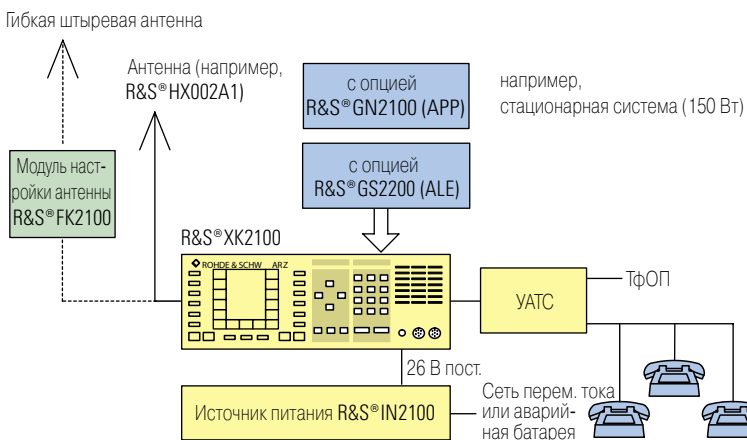 Гибкая штыревая антенна
Антенна (например,
R&S®HX002A1)
с опцией
R&S®GN2100 (APP)
например,
стационарная система (150 Вт)
Модуль наст-
ройки антенны
R&S®FK2100
с опцией
R&S®GS2200 (ALE)
R&S®XK2100
ROHDE & SCHW ARZ
УАТС
ТфОП
26 В пост.
Источник питания R&S®IN2100
Сеть перем. тока
или аварий-
ная батарея